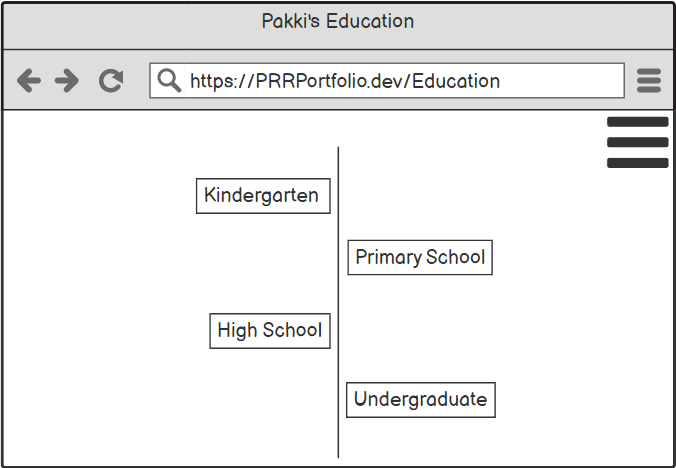 Pakki's Education
https://PRRPortfolio.dev/Education
Kindergarten
Primary School
High School
Undergraduate